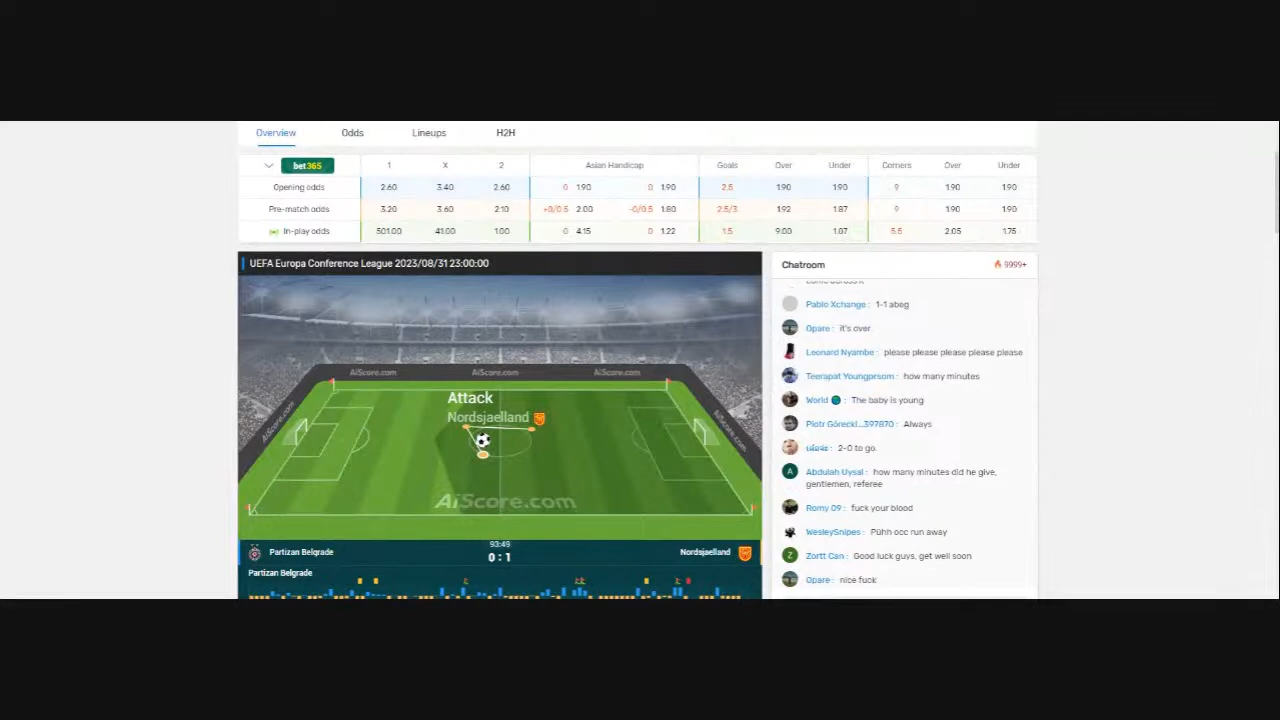 Overview Odds Lineups H2H
bet365 1 X 2 Asian Handicap Goals Over Under Corners Over Under
Opening odds 2.60 3.40 2.60 0 1.90 0 1.90 2.5 1.90 1.90 9 1.90 1.90
Pre-match odds 3.20 3.60 2.10 +0/0.5 2.00 -0/0.5 1.80 2.5/3 1.92 1.87 9 1.90 1.90
In-play odds 501.00 41.00 1.00 0 4.15 0 1.22 1.5 9.00 1.07 5.5 2.05 1.75
UEFA Europa Conference League 2023/08/31 23:00:00
Chatroom 9999+
Pablo Xchange : 1-1 abeg
Opare : it's over
Leonard Nyambe : please please please please please
Teerapat Youngprsom : how many minutes
World : The baby is young
Piotr Góreckl...397870 : Always
2-0 to go.
A Abdulah Uysal : how many minutes did he give,
gentlemen, referee
Romy 09 : fuck your blood
WesleySnipes : Pühh occ run away
Z Zortt Can : Good luck guys, get well soon
Opare : nice fuck
AiScore.com AiScore.com AiScore.com
AiScore.com AiScore.com
Attack
Nordsjaelland
AiScore.com
93:49
Partizan Belgrade 0 : 1 Nordsjaelland
Partizan Belgrade